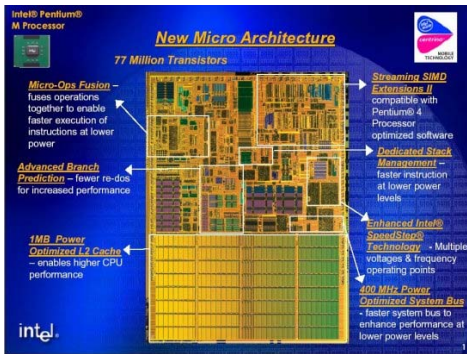 Intel® Pentium®
M Processor
New Micro Architecture
77 Million Transistors
Micro-Ops Fusion –
fuses operations
together to enable
faster execution of
instructions at lower
power
Advanced Branch
Prediction – fewer re-dos
for increased performance
1MB Power
Optimized L2 Cache
– enables higher CPU
performance
intel®
centrino
MOBILE
TECHNOLOGY
Streaming SIMD
Extensions II
compatible with
Pentium® 4
Processor
optimized software
Dedicated Stack
Management –
faster instruction
at lower power
levels
Enhanced Intel®
SpeedStep®
Technology - Multiple
voltages & frequency
operating points
400 MHz Power
Optimized System Bus
- faster system bus to
enhance performance at
lower power levels
1